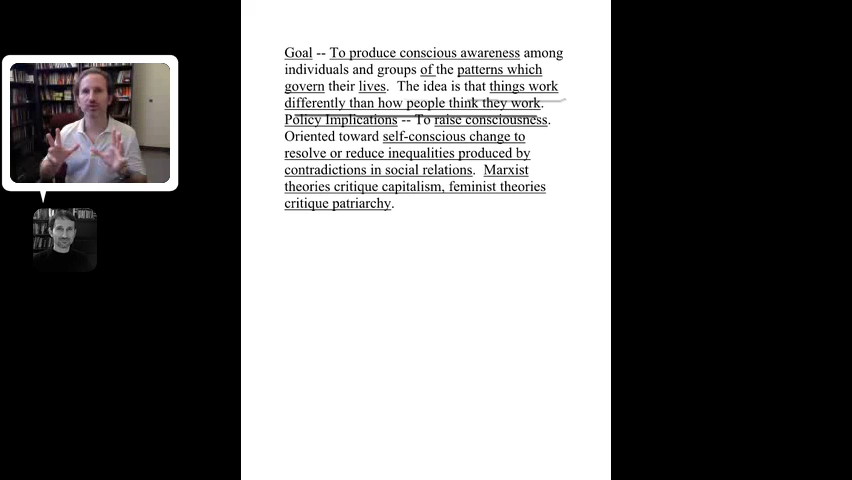 Goal -- To produce conscious awareness among
individuals and groups of the patterns which
govern their lives.  The idea is that things work
differently than how people think they work.
Policy Implications -- To raise consciousness.
Oriented toward self-conscious change to
resolve or reduce inequalities produced by
contradictions in social relations.  Marxist
theories critique capitalism, feminist theories
critique patriarchy.